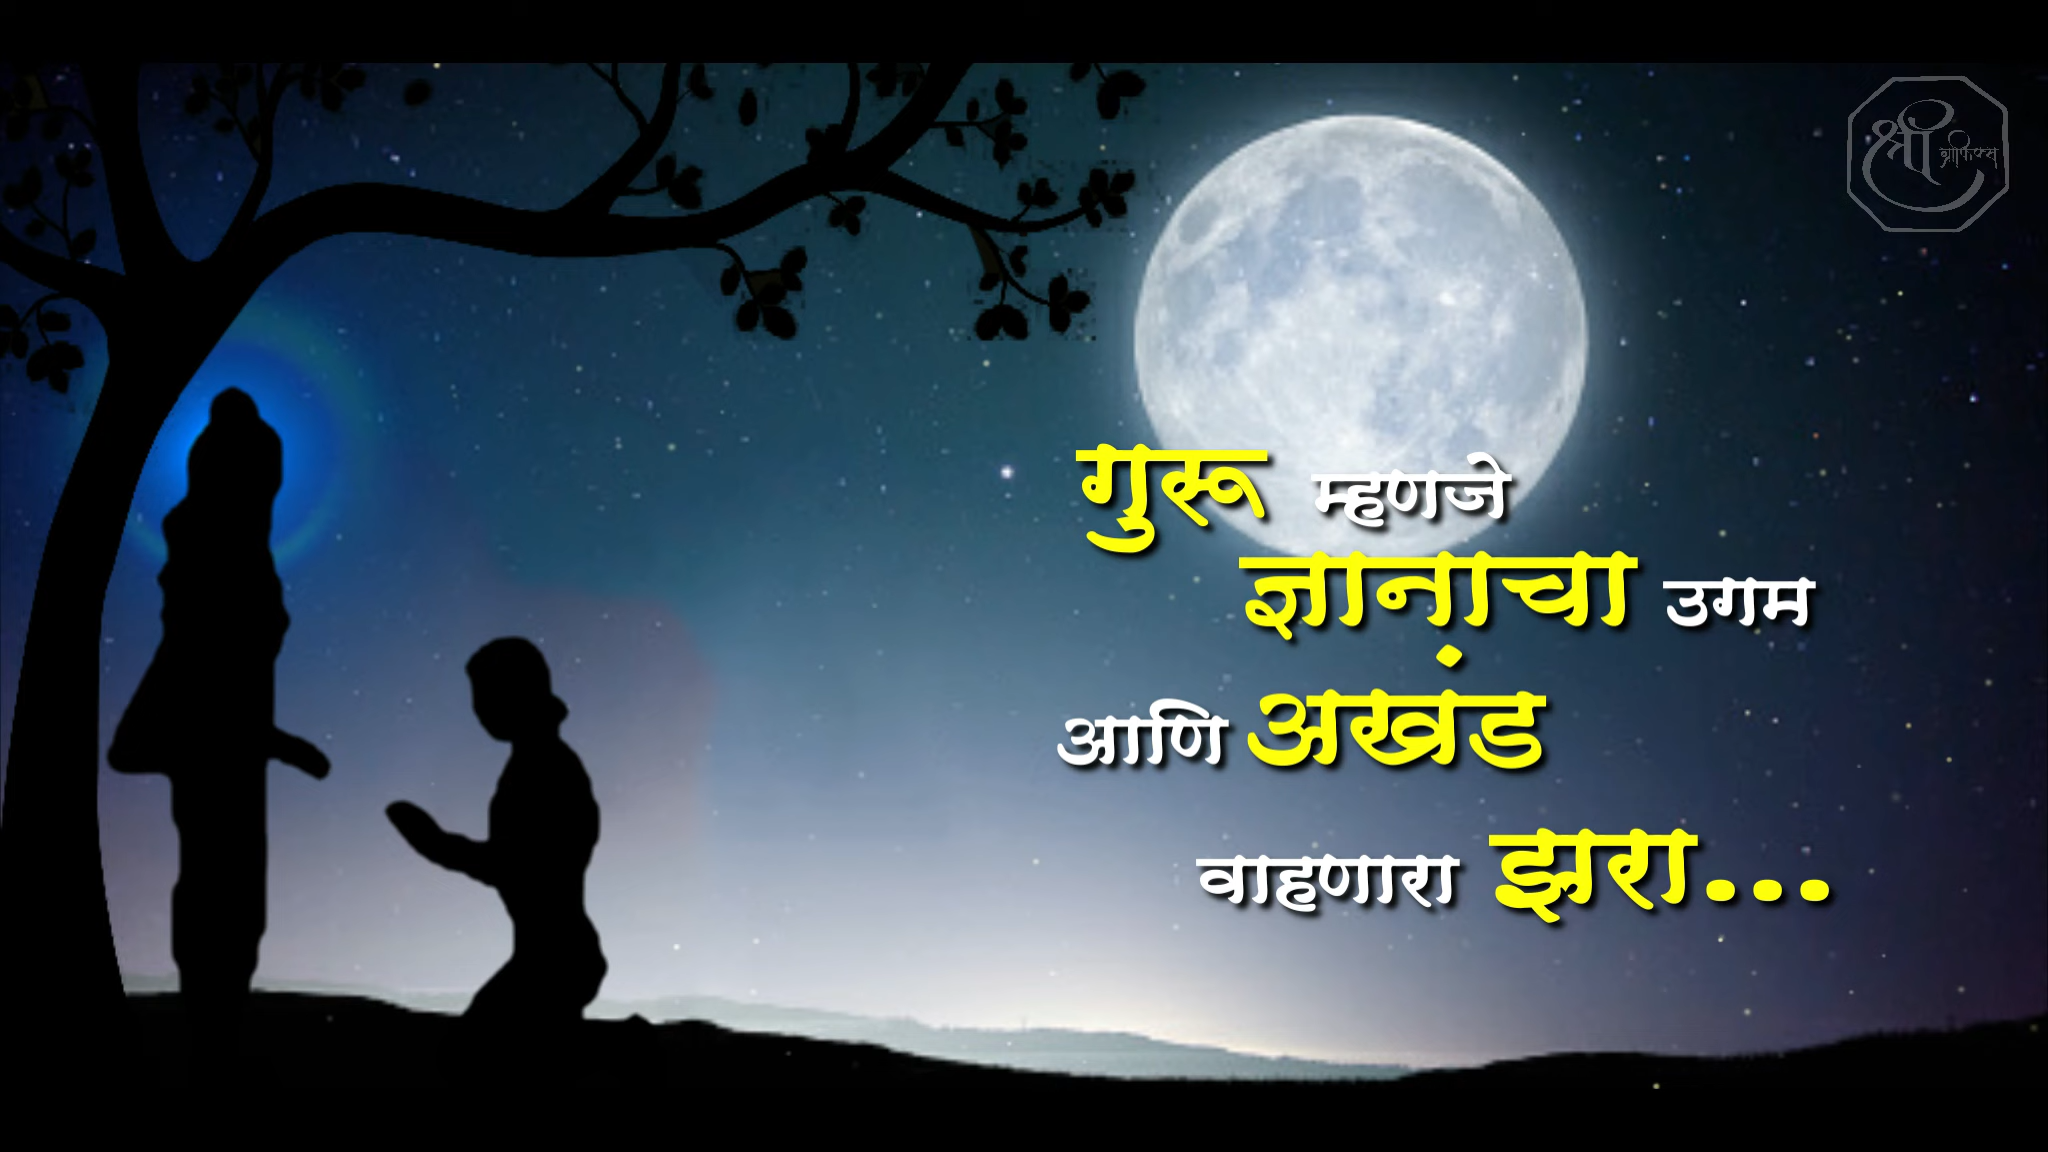 श्री ग्राफिक्स
गुरू म्हणजे
ज्ञानाचा उगम
आणि अखंड
वाहणारा झरा...